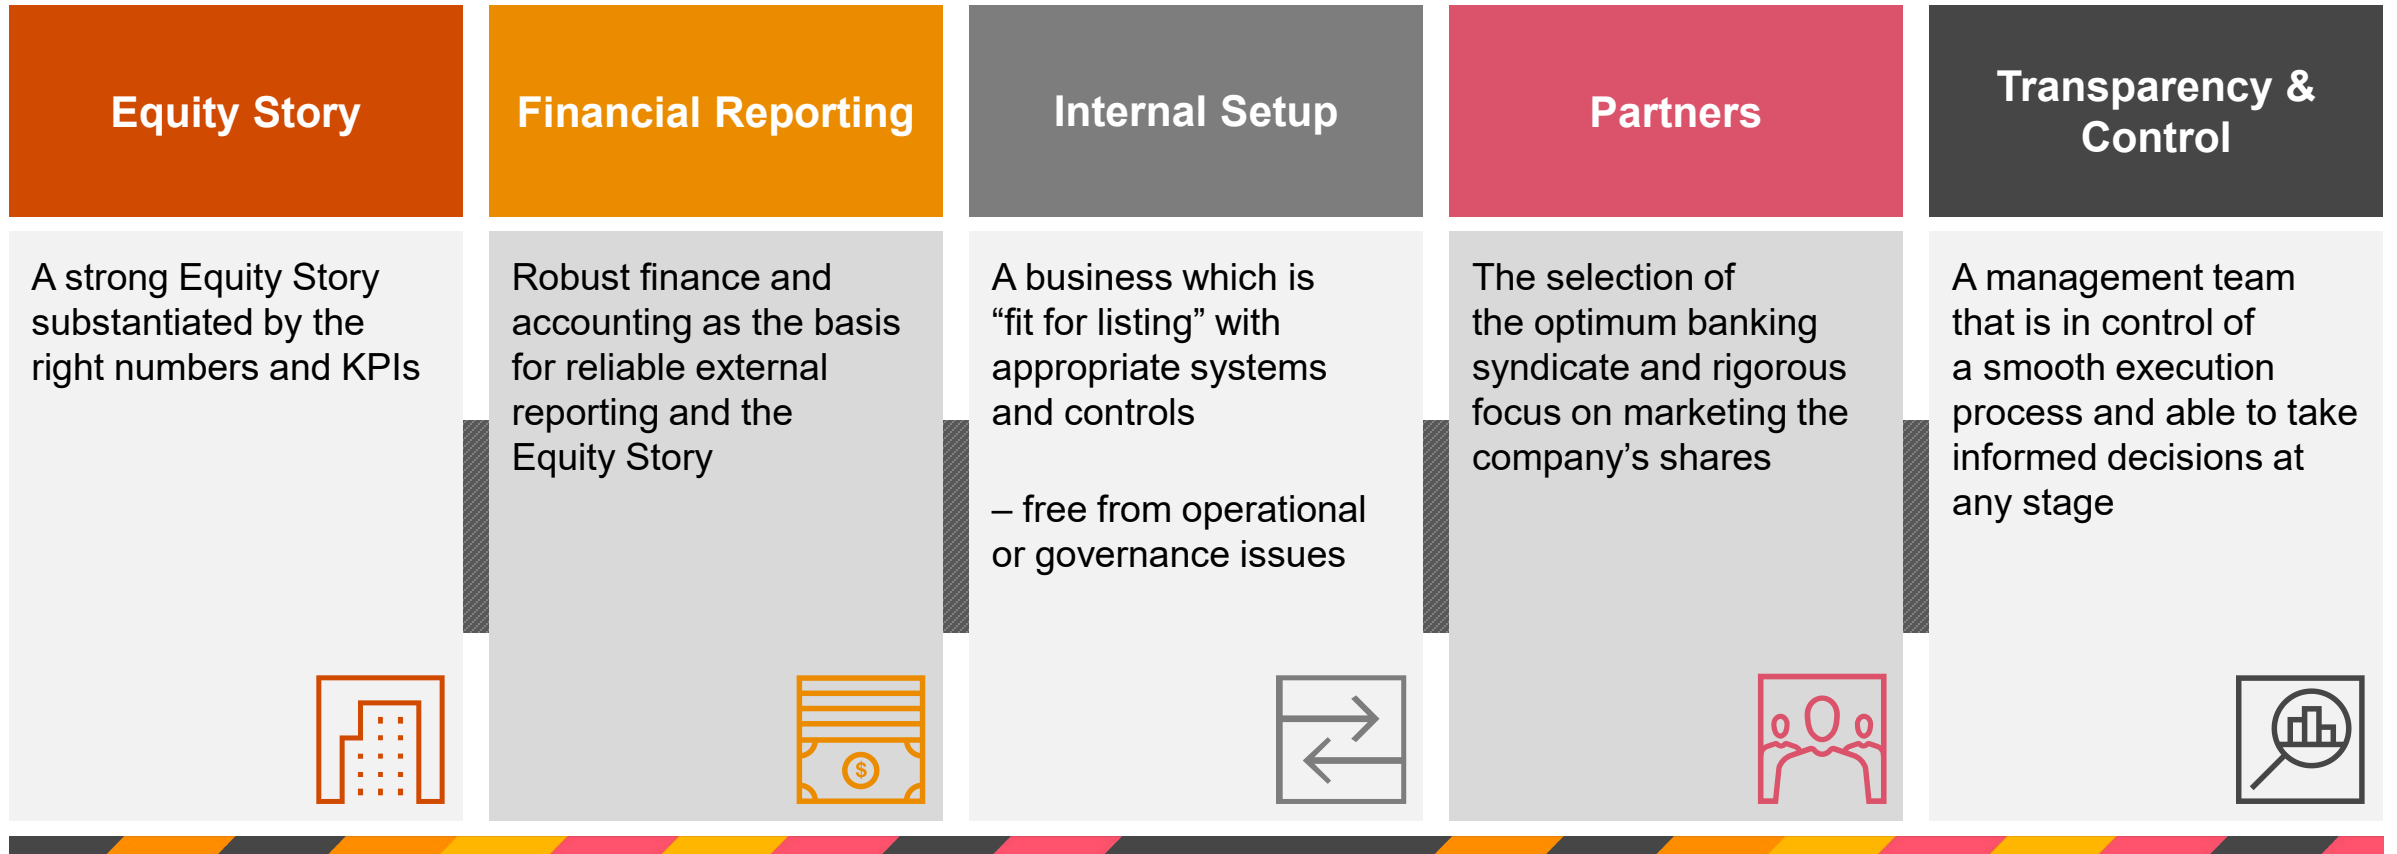 Equity Story
A strong Equity Story
substantiated by the
right numbers and KPIs
Financial Reporting
Robust finance and
accounting as the basis
for reliable external
reporting and the
Equity Story
$
Internal Setup
A business which is
“fit for listing” with
appropriate systems
and controls
– free from operational
or governance issues
Partners
The selection of
the optimum banking
syndicate and rigorous
focus on marketing the
company’s shares
Transparency &
Control
A management team
that is in control of
a smooth execution
process and able to take
informed decisions at
any stage